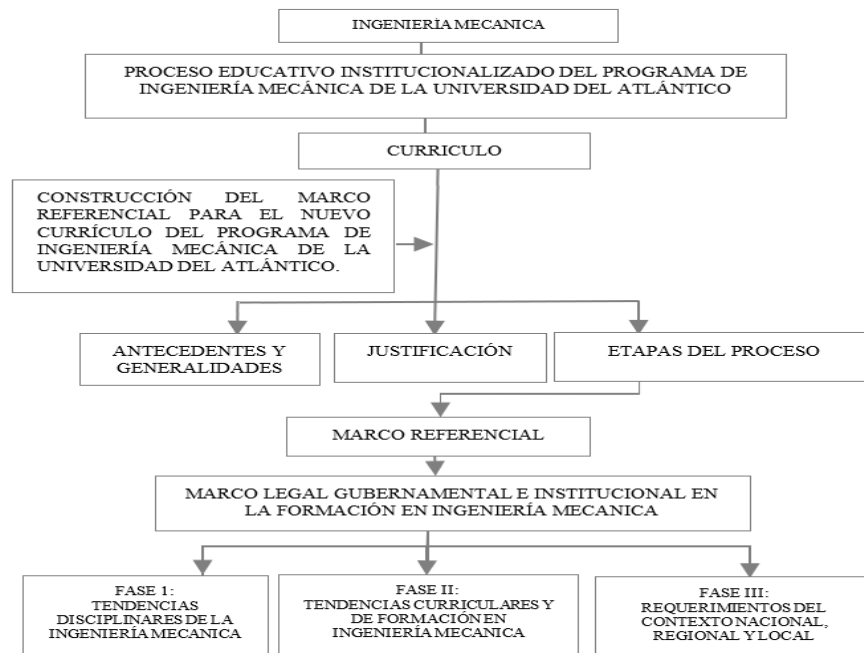 INGENIERÍA MECANICA
PROCESO EDUCATIVO INSTITUCIONALIZADO DEL PROGRAMA DE
INGENIERÍA MECÁNICA DE LA UNIVERSIDAD DEL ATLÁNTICO
CURRICULO
CONSTRUCCIÓN DEL MARCO
REFERENCIAL PARA EL NUEVO
CURRÍCULO DEL PROGRAMA DE
INGENIERÍA MECÁNICA DE LA
UNIVERSIDAD DEL ATLÁNTICO.
ANTECEDENTES Y
GENERALIDADES
JUSTIFICACIÓN
ETAPAS DEL PROCESO
MARCO REFERENCIAL
MARCO LEGAL GUBERNAMENTAL E INSTITUCIONAL EN
LA FORMACIÓN EN INGENIERÍA MECANICA
FASE 1:
TENDENCIAS
DISCIPLINARES DE LA
INGENIERÍA MECANICA
FASE II:
TENDENCIAS CURRICULARES Y
DE FORMACIÓN EN
INGENIERÍA MECANICA
FASE III:
REQUERIMIENTOS DEL
CONTEXTO NACIONAL,
REGIONAL Y LOCAL